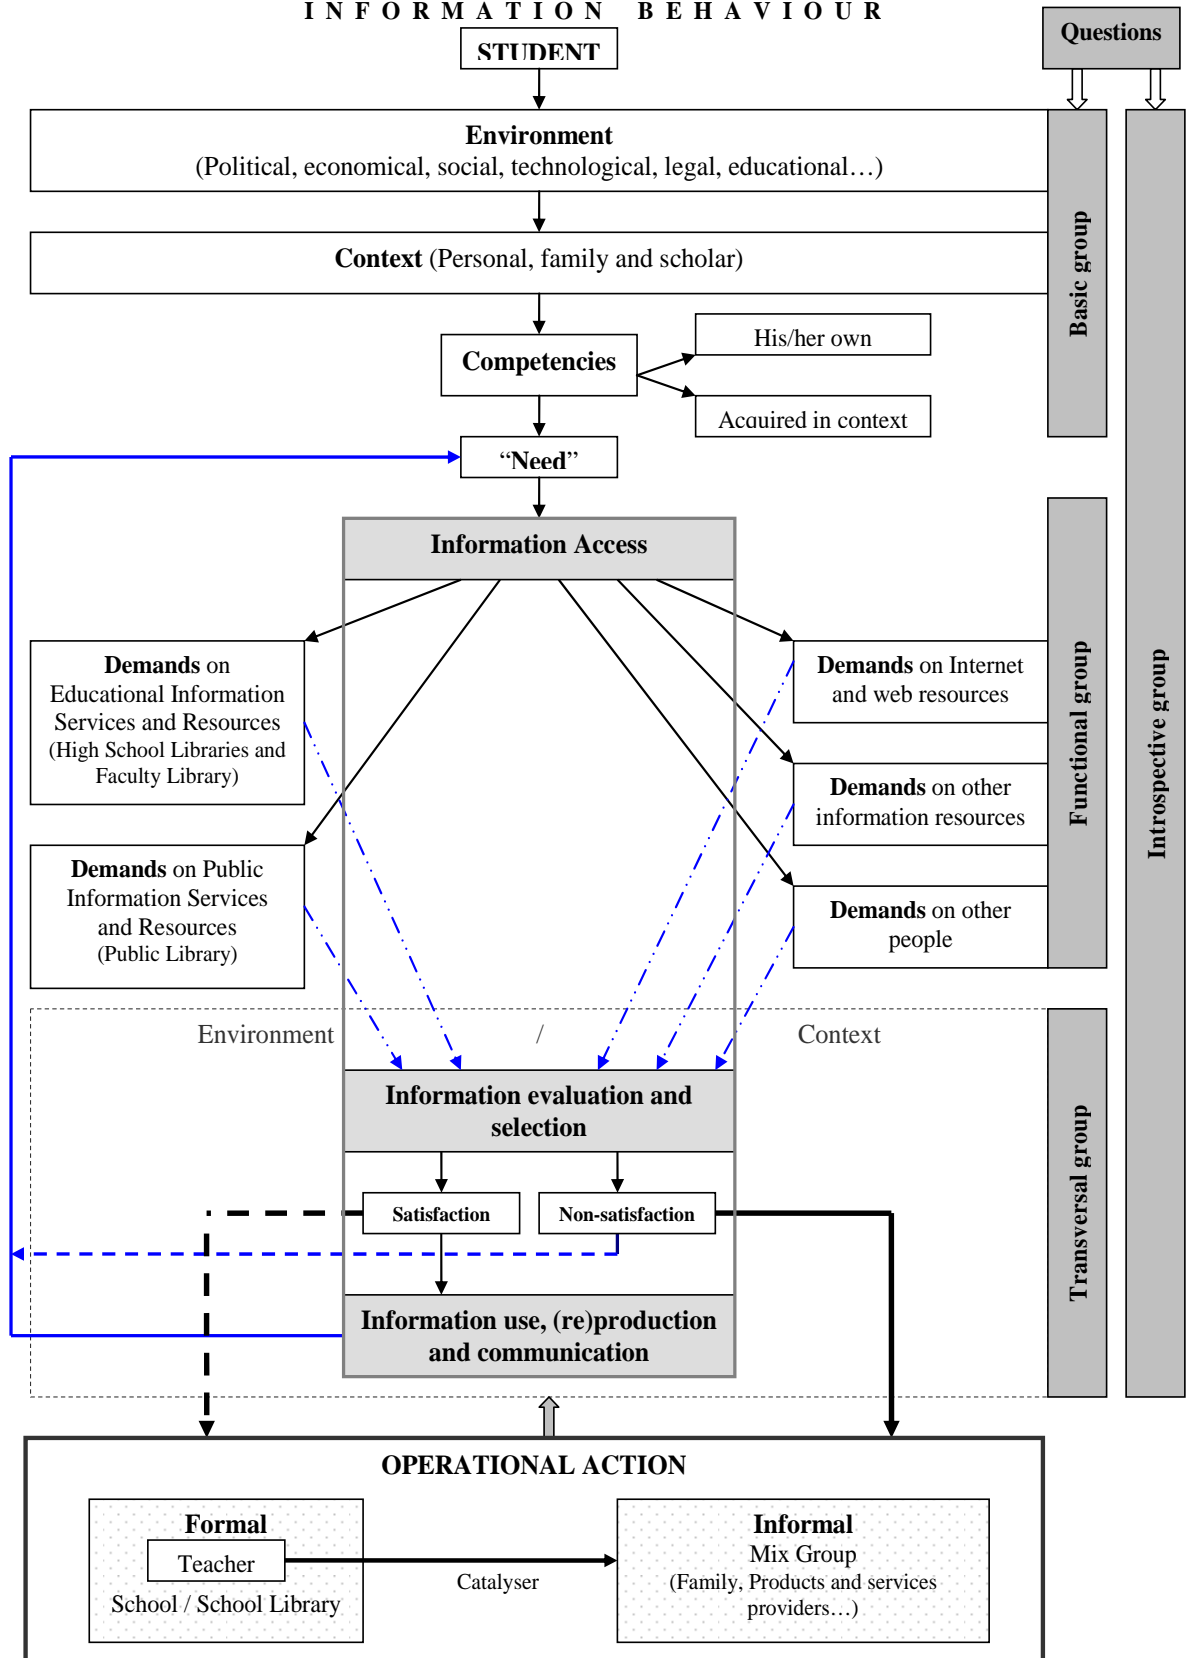 INFORMATION BEHAVIOUR
STUDENT
Questions
Environment
(Political, economical, social, technological, legal, educational…)
Context (Personal, family and scholar)
Basic group
Competencies
His/her own
Acquired in context
“Need”
Information Access
Demands on
Educational Information
Services and Resources
(High School Libraries and
Faculty Library)
Demands on Public
Information Services
and Resources
(Public Library)
Demands on Internet
and web resources
Demands on other
information resources
Demands on other
people
Functional group
Introspective group
Environment / Context
Information evaluation and
selection
Satisfaction
Non-satisfaction
Information use, (re)production
and communication
Transversal group
OPERATIONAL ACTION
Formal
Teacher
School / School Library
Catalyser
Informal
Mix Group
(Family, Products and services
providers…)